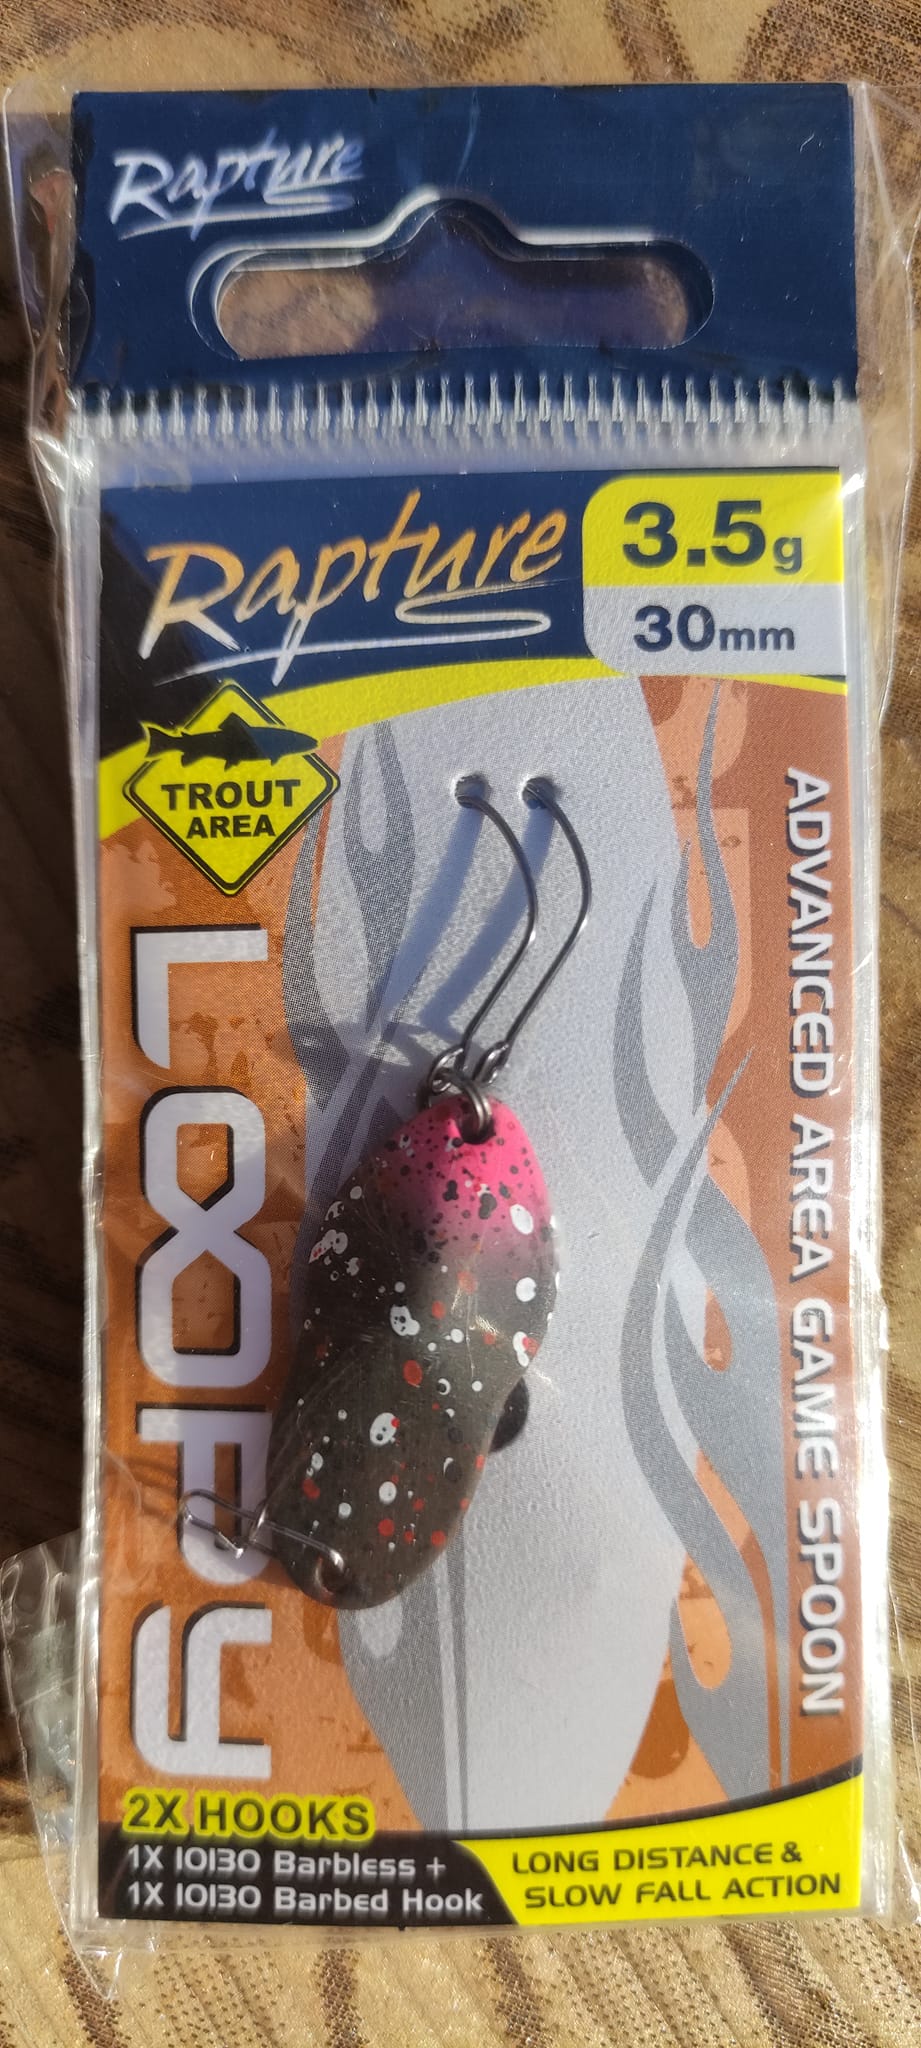 Rapture
Rapture
3.5g
30mm
TROUT
AREA
LOOPY
ADVANCED AREA GAME SPOON
2X HOOKS
1X 10130 Barbless +
1X 10130 Barbed Hook
LONG DISTANCE &
SLOW FALL ACTION